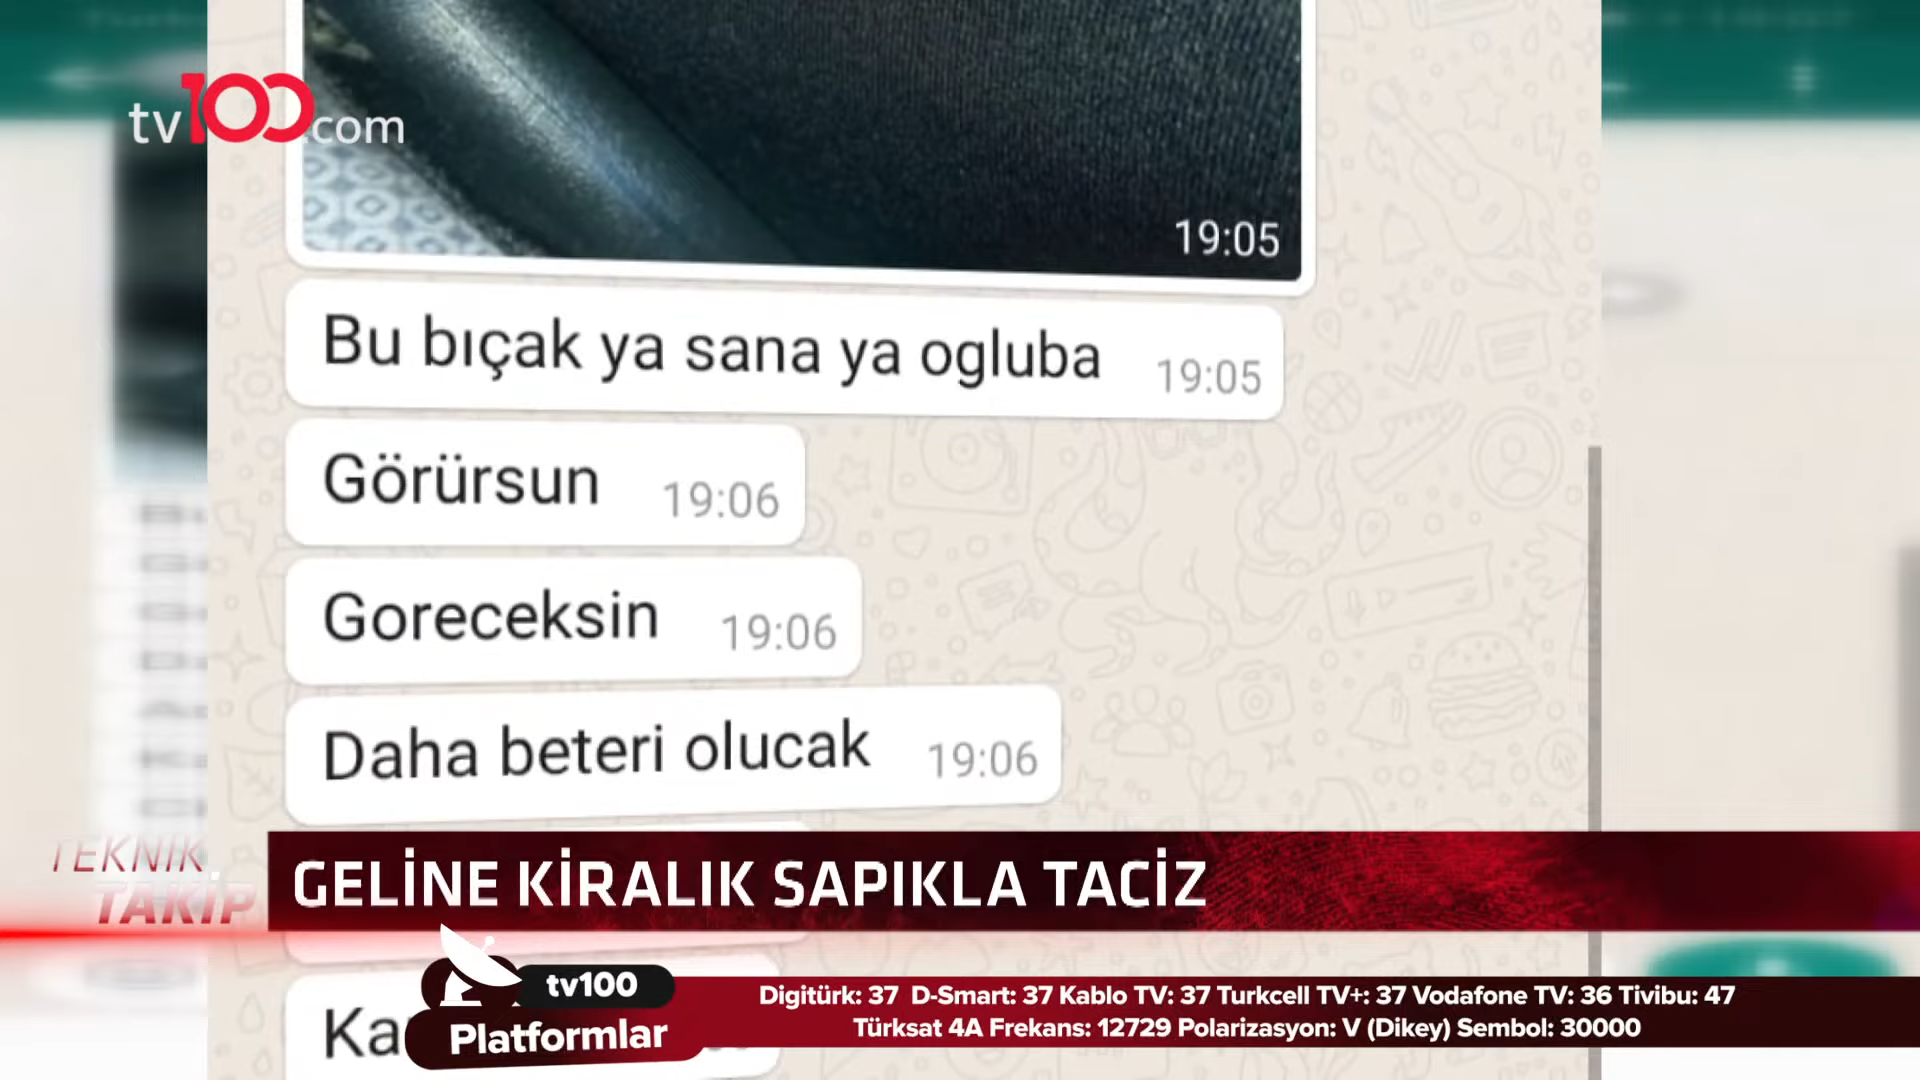 tv100.com
19:05
Bu bıçak ya sana ya ogluba 19:05
Görürsun 19:06
Goreceksin 19:06
Daha beteri olucak 19:06
TEKNİK
TAKİP
GELİNE KİRALIK SAPIKLA TACİZ
tv100
Platformlar
Digitürk: 37 D-Smart: 37 Kablo TV: 37 Turkcell TV+: 37 Vodafone TV: 36 Tivibu: 47
Türksat 4A Frekans: 12729 Polarizasyon: V (Dikey) Sembol: 30000